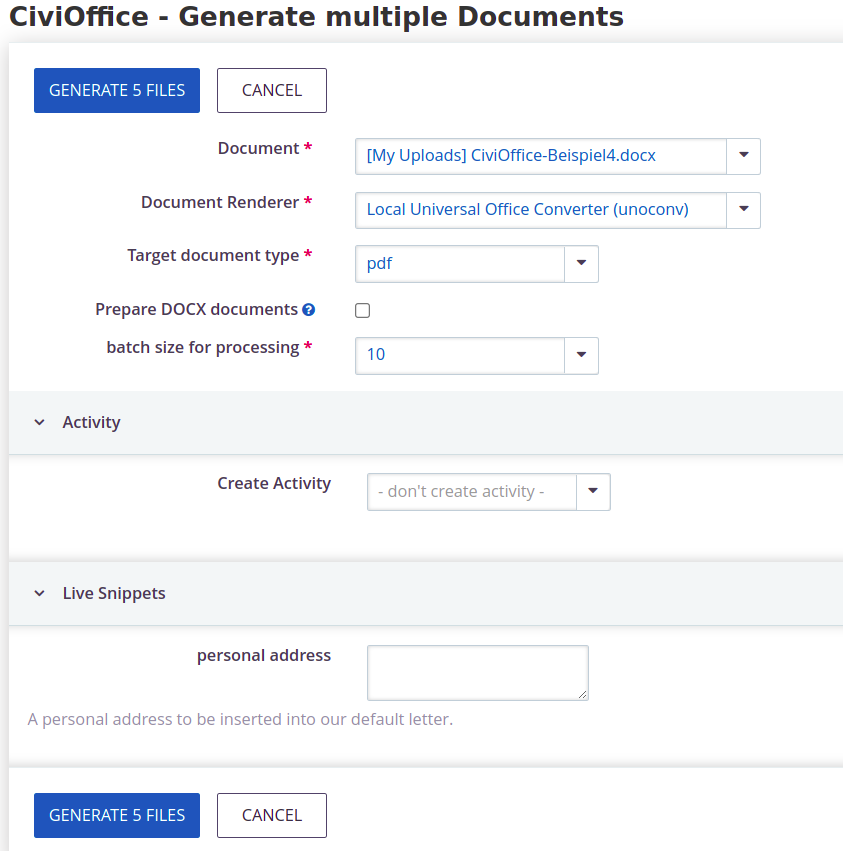 CiviOffice - Generate multiple Documents
GENERATE 5 FILES CANCEL
Document * [My Uploads] CiviOffice-Beispiel4.docx
Document Renderer * Local Universal Office Converter (unoconv)
Target document type * pdf
Prepare DOCX documents ?
batch size for processing * 10
Activity
Create Activity - don't create activity -
Live Snippets
personal address
A personal address to be inserted into our default letter.
GENERATE 5 FILES CANCEL